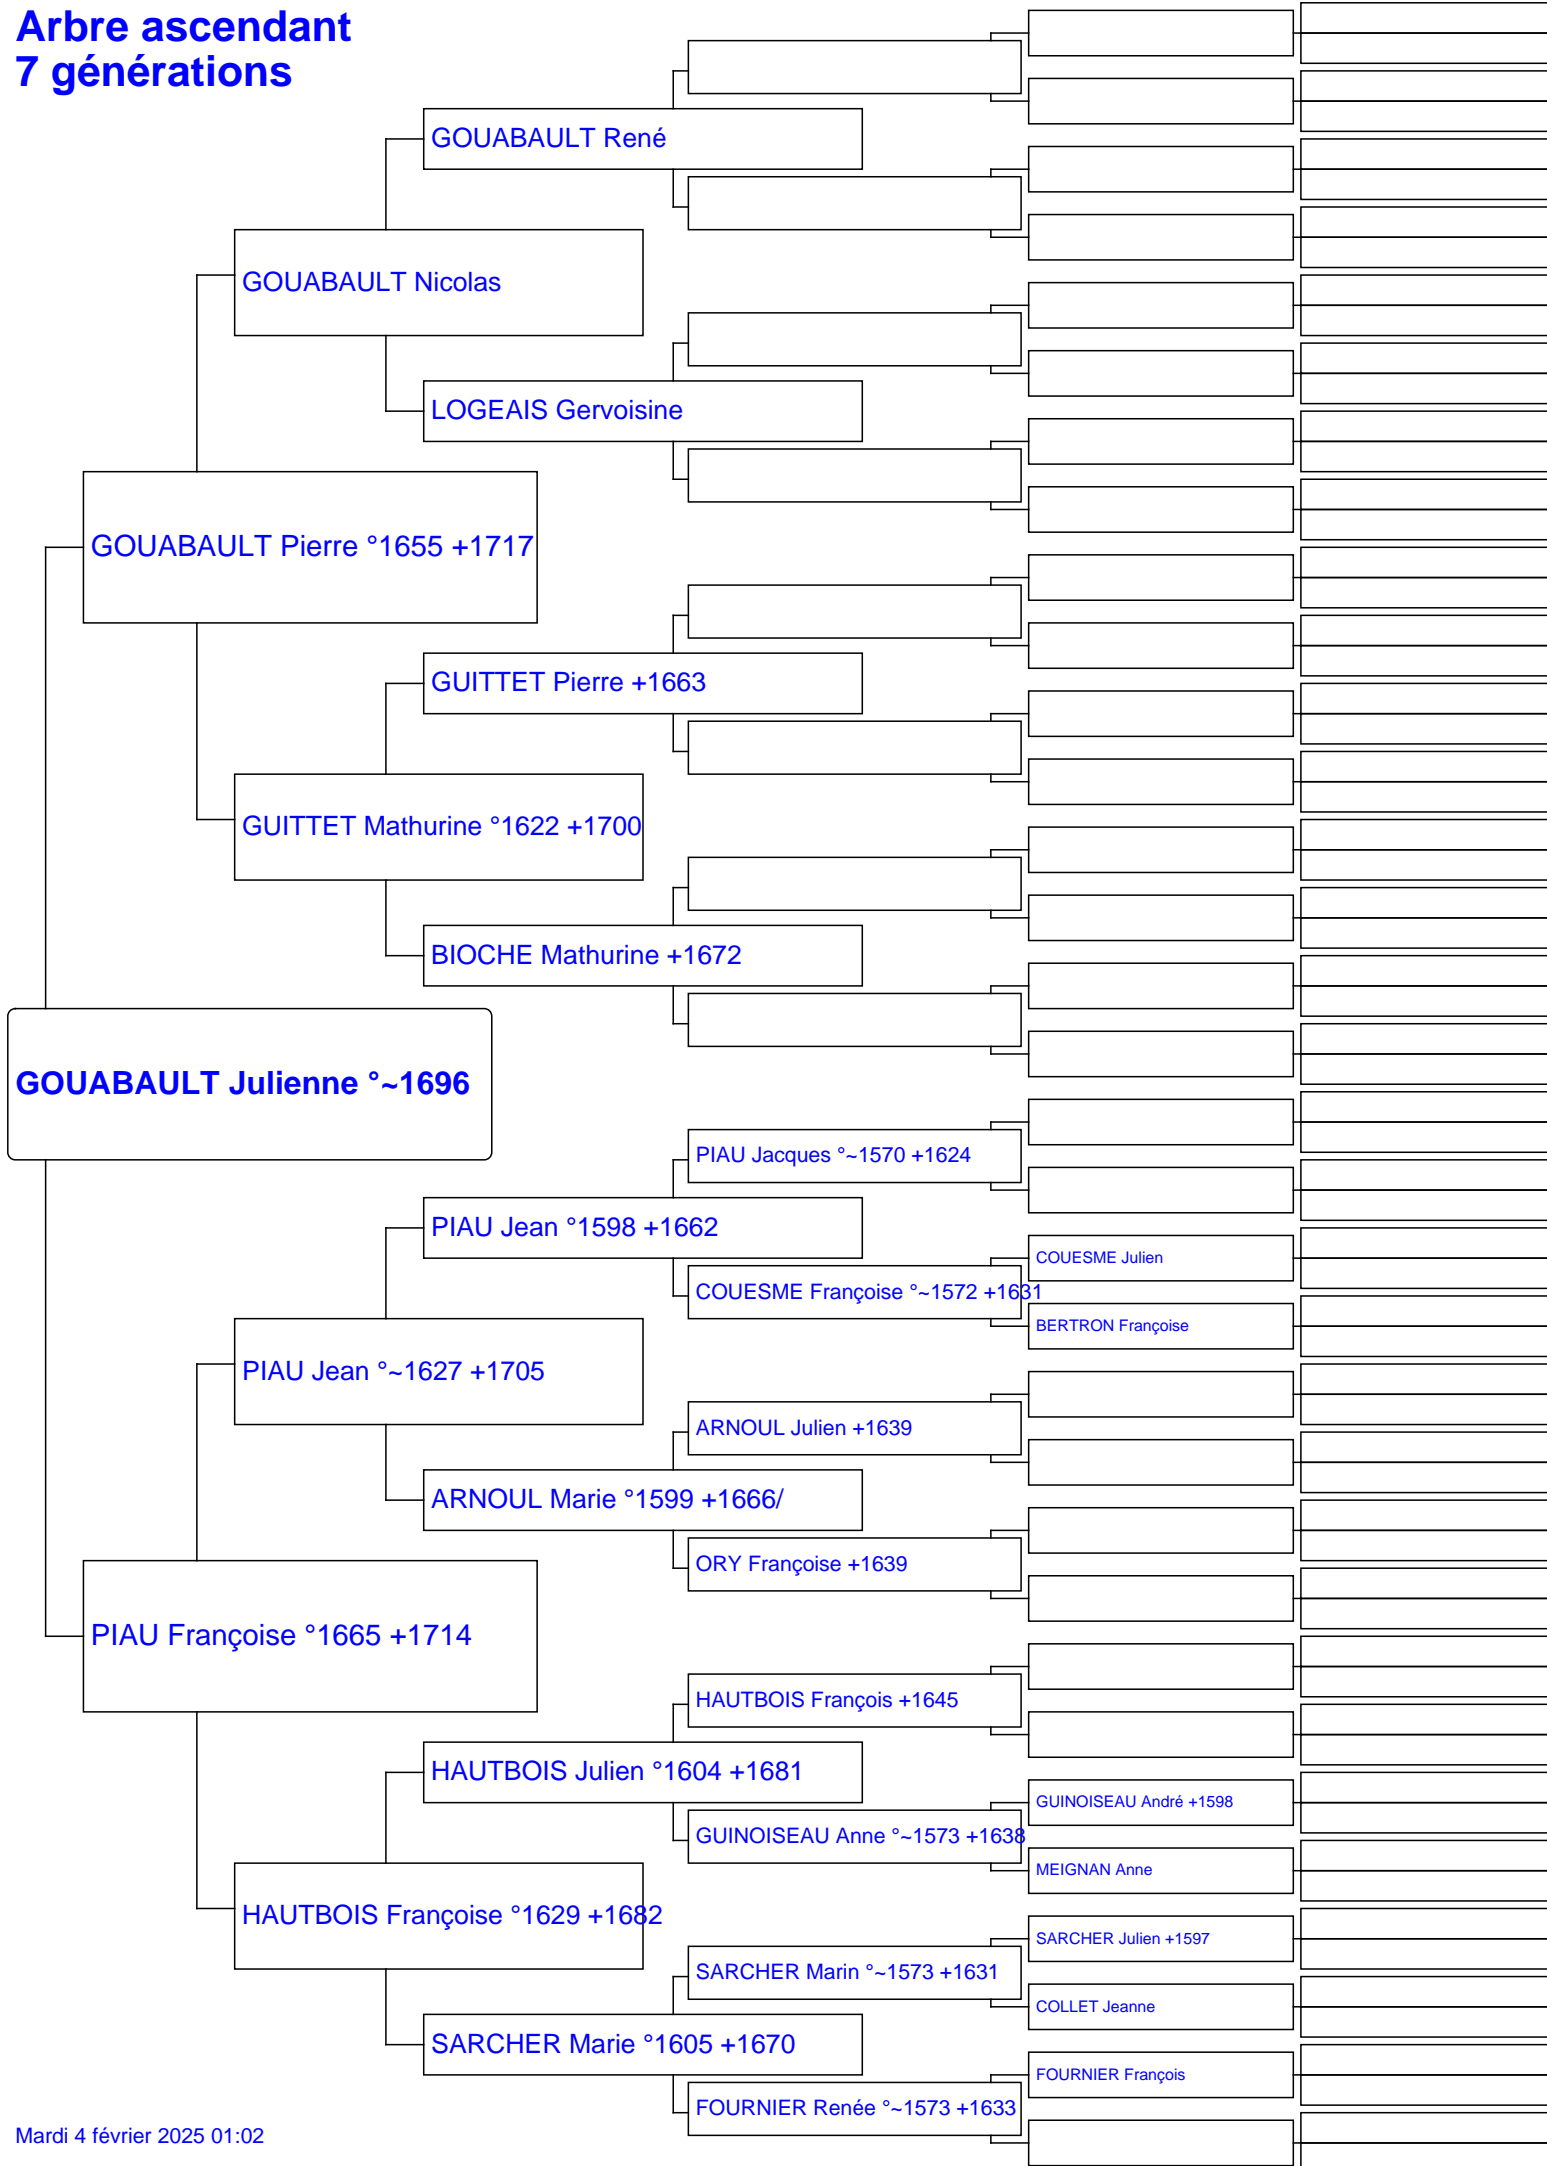 Arbre ascendant
7 générations
GOUABAULT René
GOUABAULT Nicolas
LOGEAIS Gervoisine
GOUABAULT Pierre °1655 +1717
GUITTET Pierre +1663
GUITTET Mathurine °1622 +1700
BIOCHE Mathurine +1672
GOUABAULT Julienne °~1696
PIAU Jacques °~1570 +1624
PIAU Jean °1598 +1662
COUESME Julien
COUESME Françoise °~1572 +1631
BERTRON Françoise
PIAU Jean °~1627 +1705
ARNOUL Julien +1639
ARNOUL Marie °1599 +1666/
ORY Françoise +1639
PIAU Françoise °1665 +1714
HAUTBOIS François +1645
HAUTBOIS Julien °1604 +1681
GUINOISEAU André +1598
GUINOISEAU Anne °~1573 +1638
MEIGNAN Anne
HAUTBOIS Françoise °1629 +1682
SARCHER Julien +1597
SARCHER Marin °~1573 +1631
COLLET Jeanne
SARCHER Marie °1605 +1670
FOURNIER François
FOURNIER Renée °~1573 +1633
Mardi 4 février 2025 01:02